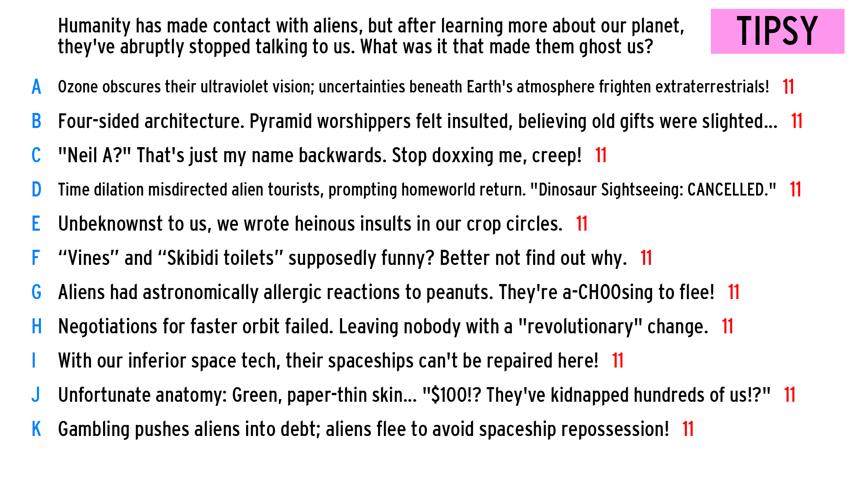 Humanity has made contact with aliens, but after learning more about our planet,
they've abruptly stopped talking to us. What was it that made them ghost us?
TIPSY
A Ozone obscures their ultraviolet vision; uncertainties beneath Earth's atmosphere frighten extraterrestrials! 11
B Four-sided architecture. Pyramid worshippers felt insulted, believing old gifts were slighted... 11
C "Neil A?" That's just my name backwards. Stop doxxing me, creep! 11
D Time dilation misdirected alien tourists, prompting homeworld return. "Dinosaur Sightseeing: CANCELLED." 11
E Unbeknownst to us, we wrote heinous insults in our crop circles. 11
F “Vines” and “Skibidi toilets” supposedly funny? Better not find out why. 11
G Aliens had astronomically allergic reactions to peanuts. They're a-CHOOsing to flee! 11
H Negotiations for faster orbit failed. Leaving nobody with a "revolutionary" change. 11
I With our inferior space tech, their spaceships can't be repaired here! 11
J Unfortunate anatomy: Green, paper-thin skin... "$100!? They've kidnapped hundreds of us!?" 11
K Gambling pushes aliens into debt; aliens flee to avoid spaceship repossession! 11